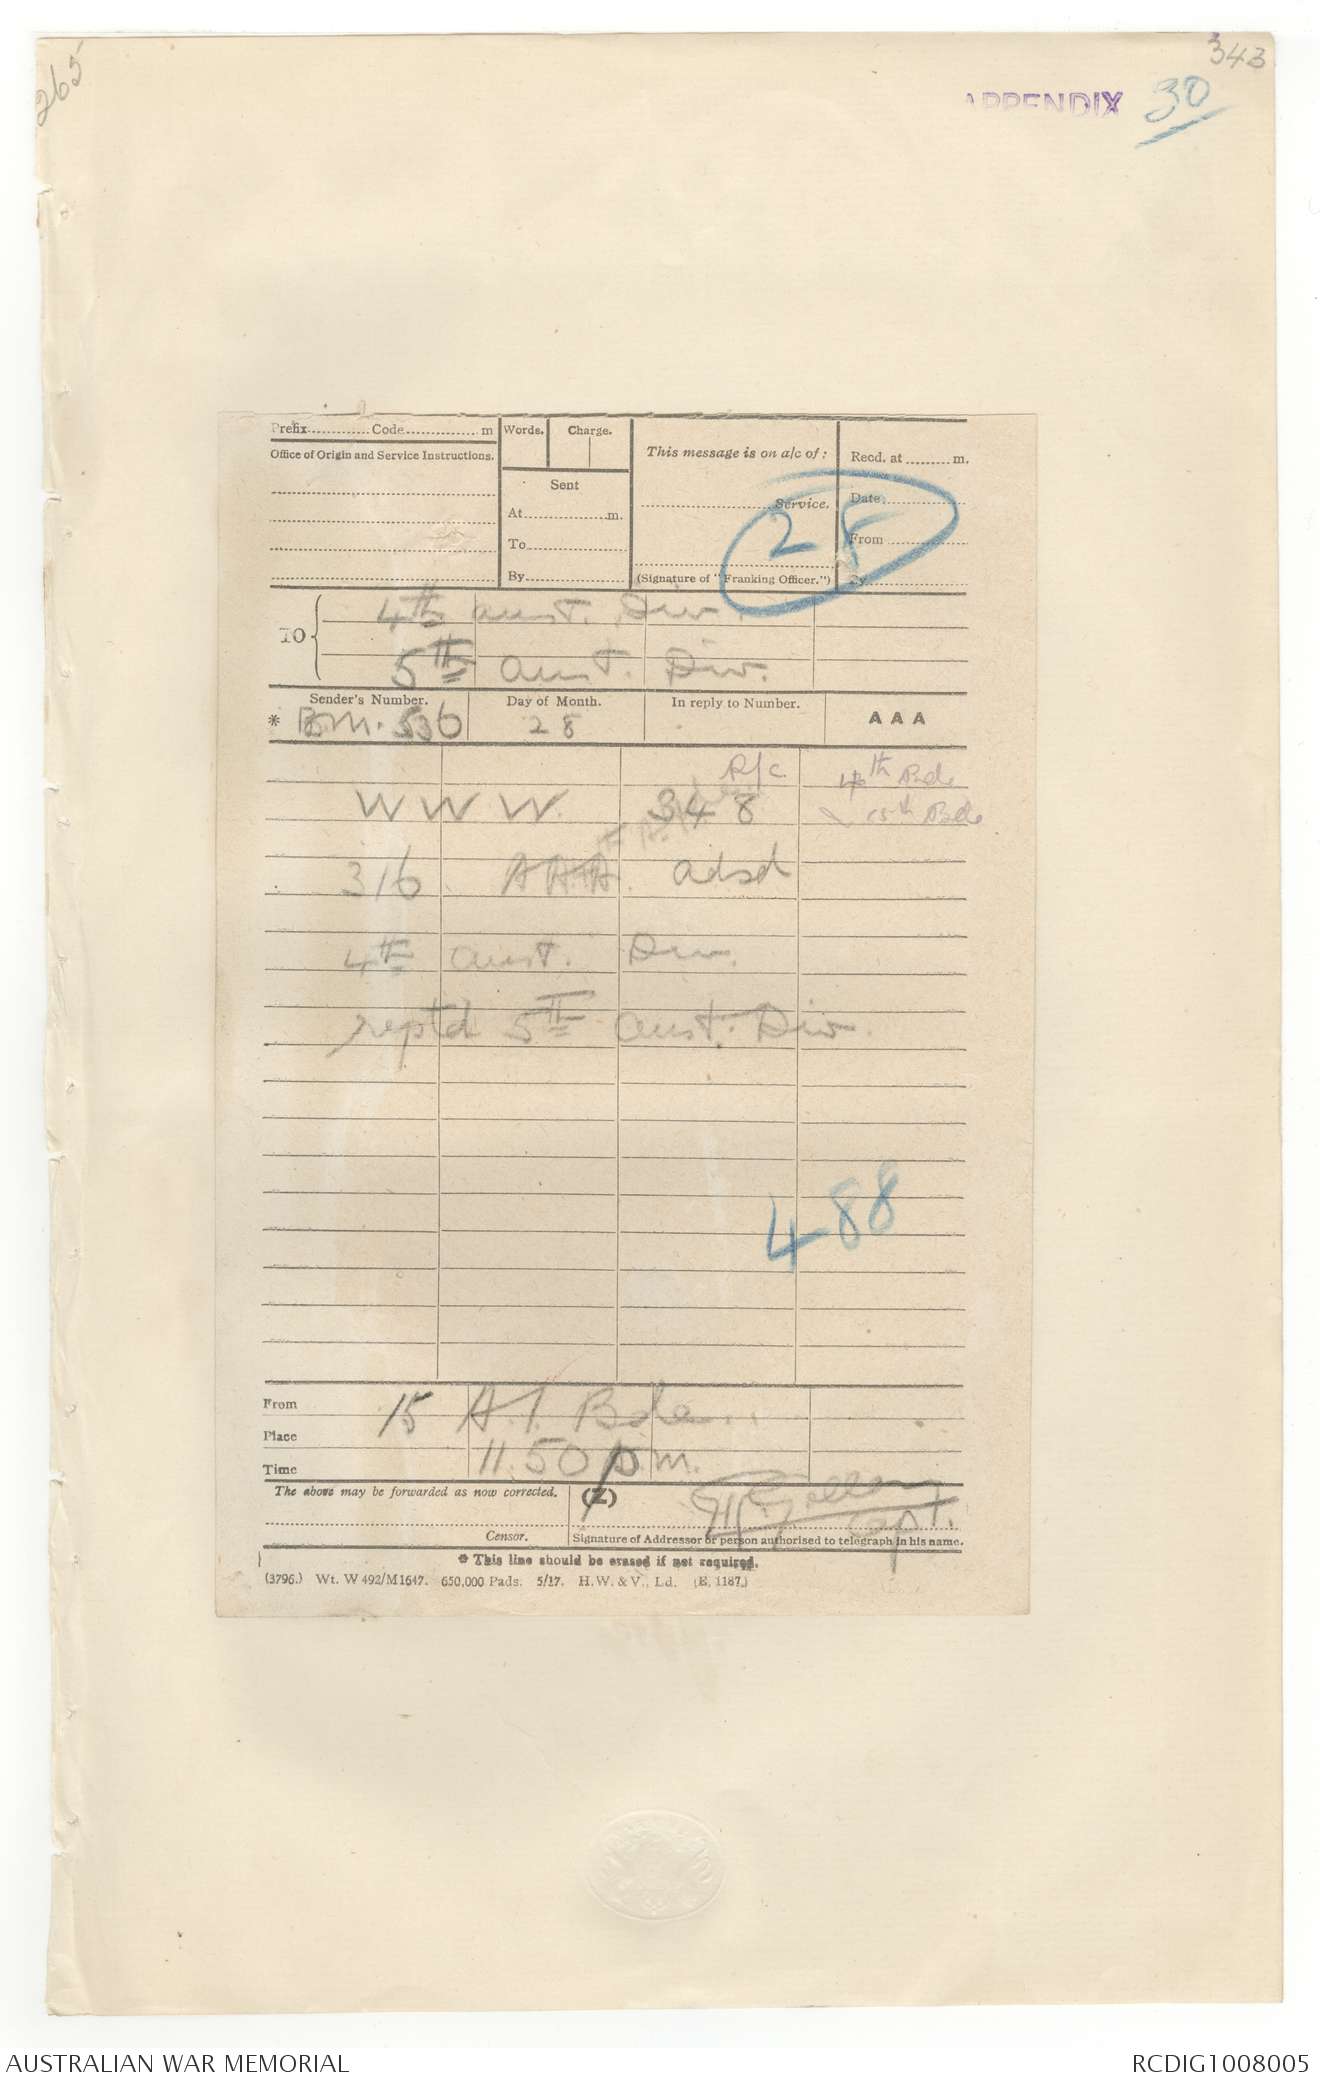 265
343
APPENDIX 30
Prefix............Code.............m
Words.
Charge.
This message is on a/c of:
Recd. at ........m.
Office of Origin and Service Instructions.
Sent
At................m.
To
By
Service.
(Signature of "Franking Officer.")
Date
From
By
2F
TO
4th Aust. Div.
5th Aust. Div.
Sender's Number.
Day of Month.
In reply to Number.
AAA
* B.M. 536
28
W W W. 348
4th Bde
15th Bde
316 AAA. adsd
4th Aust. Div.
reptd 5th Aust. Div.
488
From 15 A.I. Bde
Place
Time 11.50 p.m.
The above may be forwarded as now corrected.
(Z)
Capt.
Censor.
Signature of Addressor or person authorised to telegraph in his name.
* This line should be erased if not required.
(3796.) Wt. W492/M1647. 650,000 Pads. 5/17. H.W.&V., Ld. (E. 1187.)
AUSTRALIAN WAR MEMORIAL
RCDIG1008005